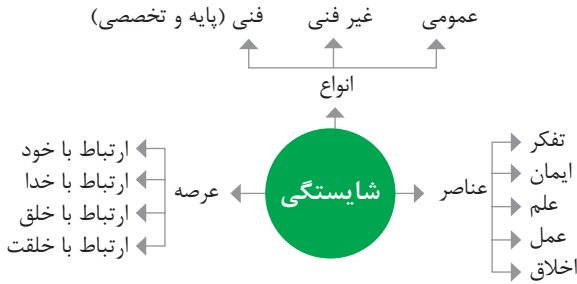 عمومی
غیر فنی
فنی (پایه و تخصصی)
انواع
شایستگی
عناصر
تفکر
ایمان
علم
عمل
اخلاق
عرصه
ارتباط با خود
ارتباط با خدا
ارتباط با خلق
ارتباط با خلقت